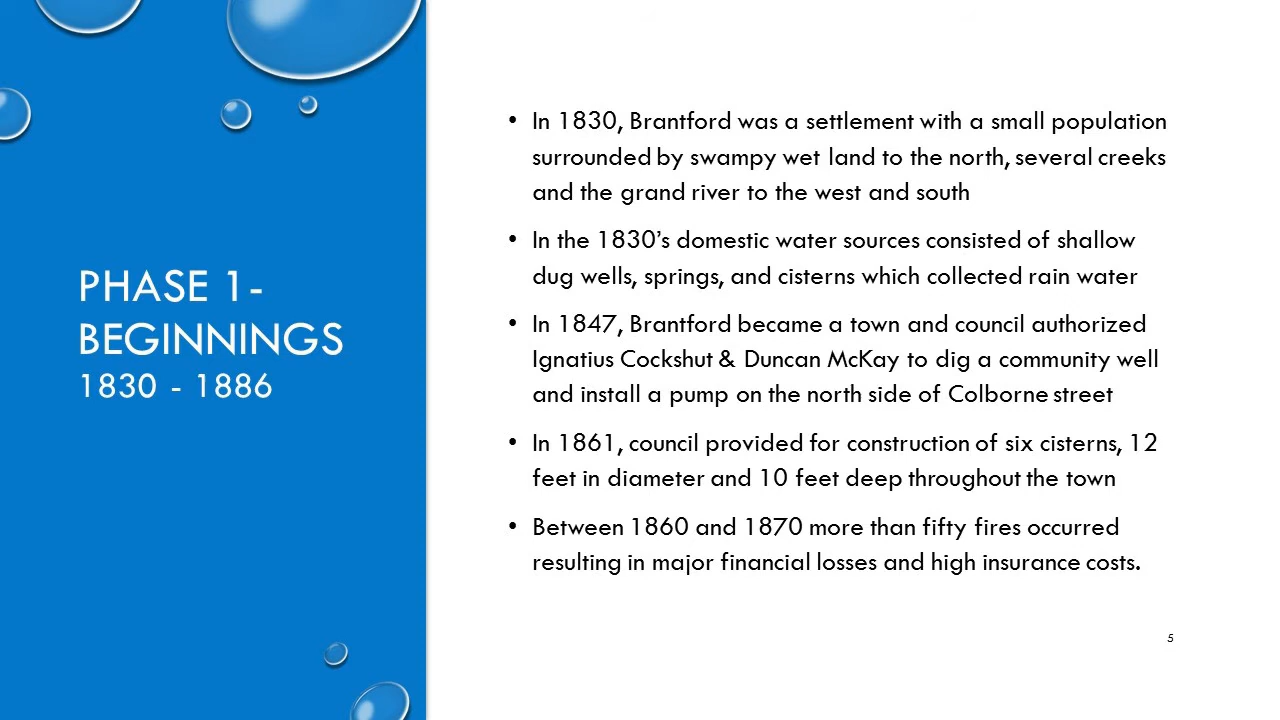 PHASE 1-
BEGINNINGS
1830 - 1886
• In 1830, Brantford was a settlement with a small population
surrounded by swampy wet land to the north, several creeks
and the grand river to the west and south
• In the 1830’s domestic water sources consisted of shallow
dug wells, springs, and cisterns which collected rain water
• In 1847, Brantford became a town and council authorized
Ignatius Cockshut & Duncan McKay to dig a community well
and install a pump on the north side of Colborne street
• In 1861, council provided for construction of six cisterns, 12
feet in diameter and 10 feet deep throughout the town
• Between 1860 and 1870 more than fifty fires occurred
resulting in major financial losses and high insurance costs.
5